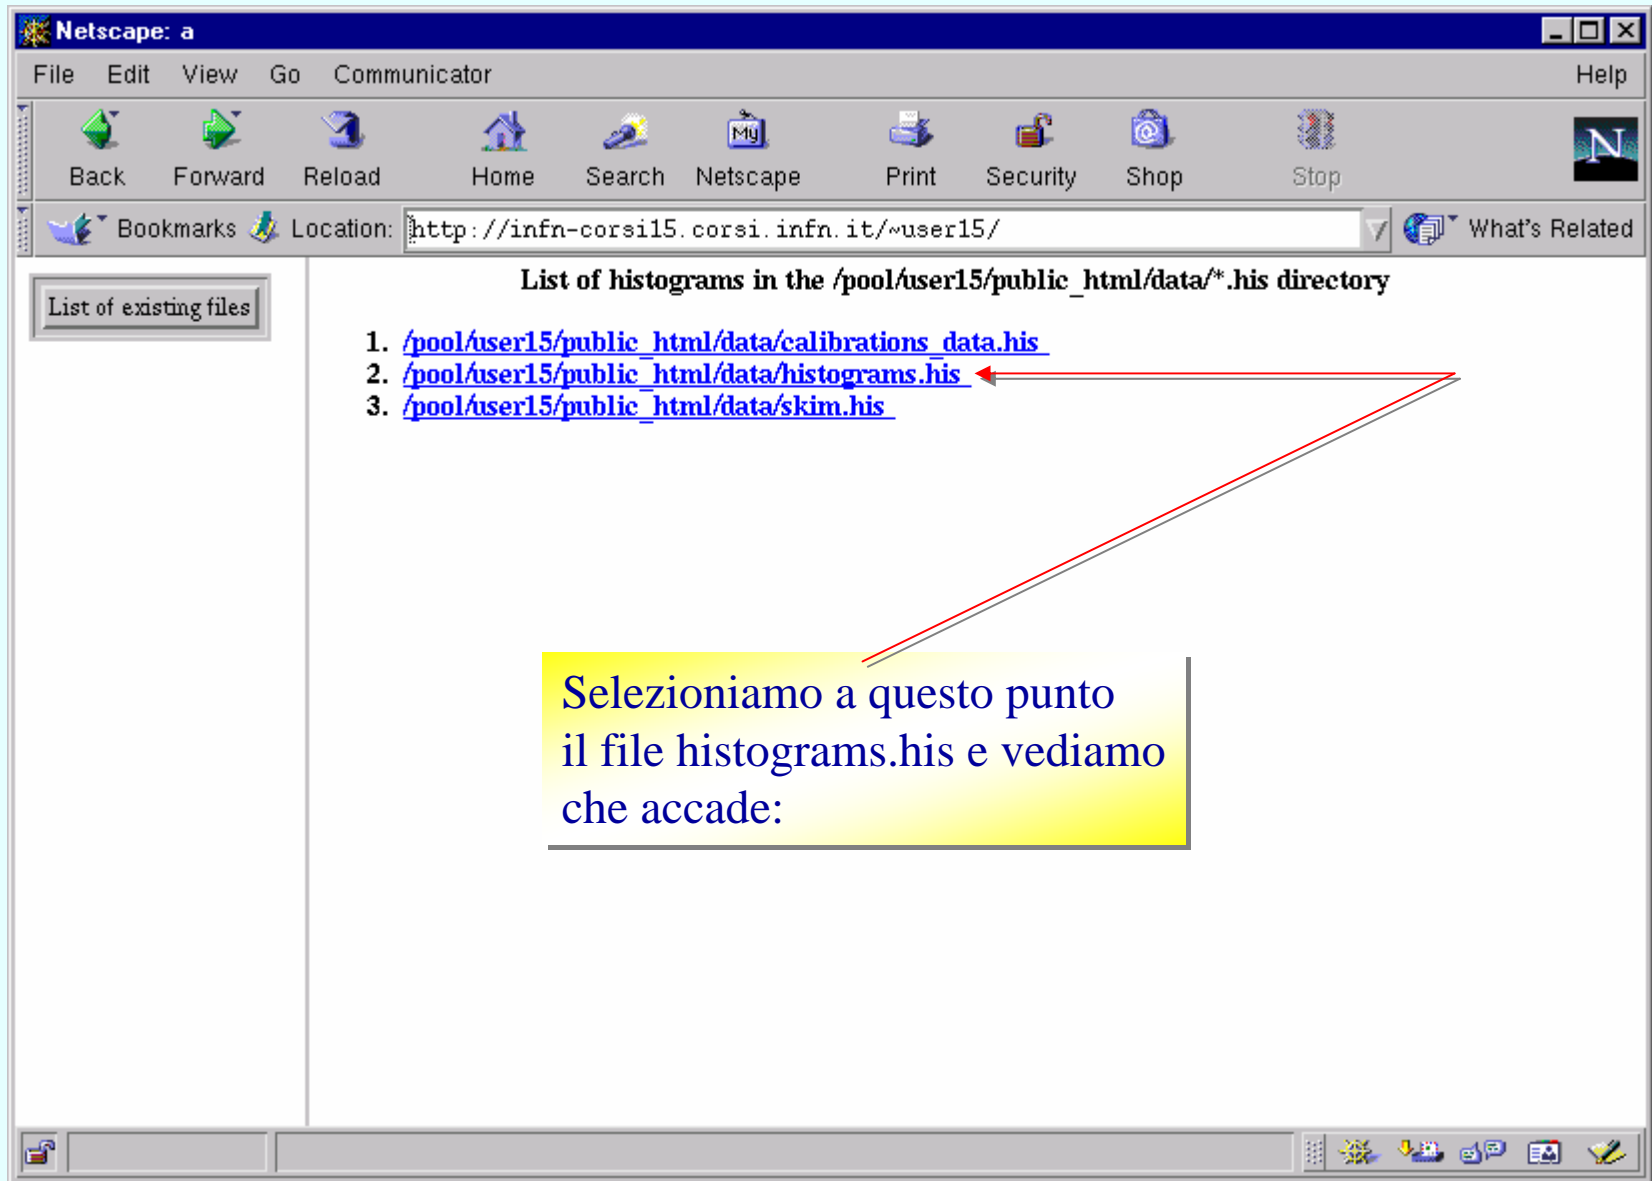 Netscape: a
File Edit View Go Communicator Help
Back Forward Reload Home Search Netscape Print Security Shop Stop
My
N
Bookmarks Location: http://infn-corsi15.corsi.infn.it/~user15/ What's Related
List of existing files
List of histograms in the /pool/user15/public_html/data/*.his directory
1. /pool/user15/public_html/data/calibrations_data.his
2. /pool/user15/public_html/data/histograms.his
3. /pool/user15/public_html/data/skim.his
Selezioniamo a questo punto
il file histograms.his e vediamo
che accade: